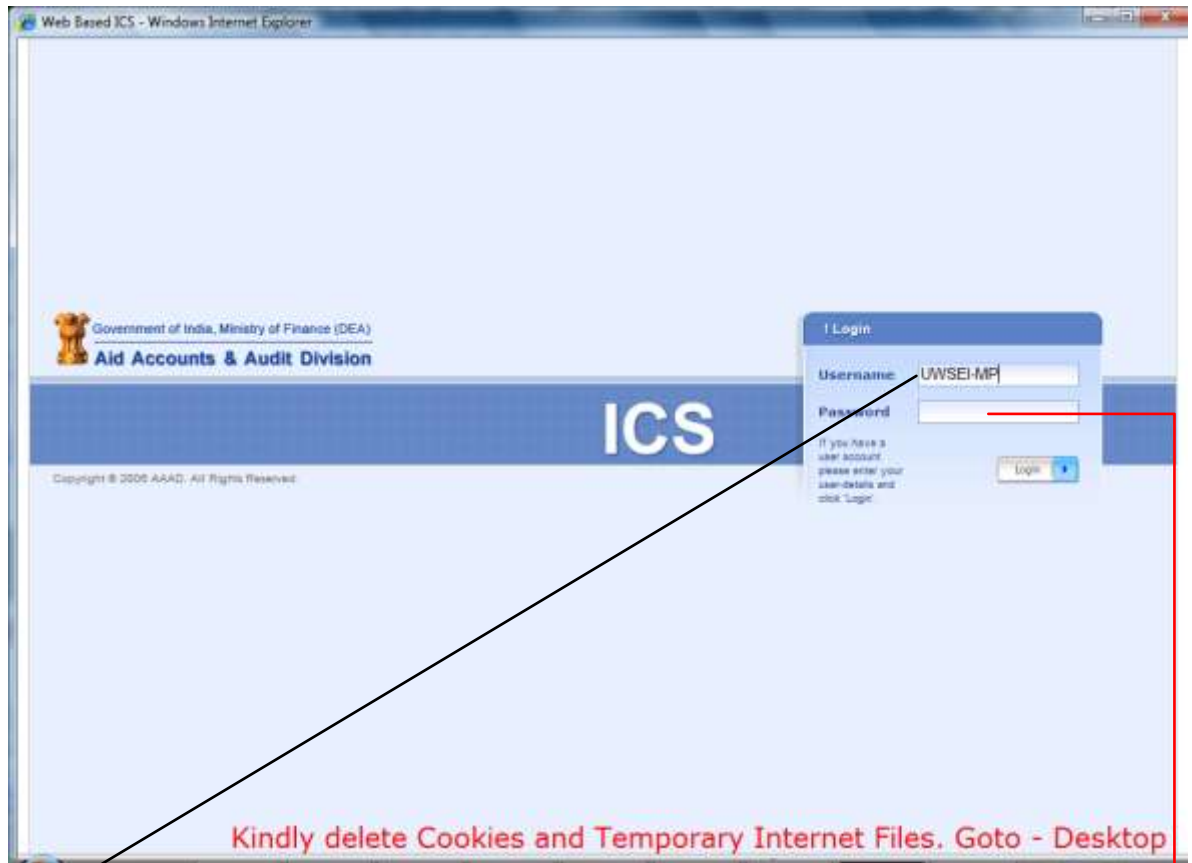 Web Based ICS - Windows Internet Explorer
Government of India, Ministry of Finance (DEA)
Aid Accounts & Audit Division
ICS
Copyright © 2006 AAAD. All Rights Reserved.
! Login
Username UWSEI-MP
Password
If you have a
user account
please enter your
user-details and
click 'Login'
Login
Kindly delete Cookies and Temporary Internet Files. Goto - Desktop